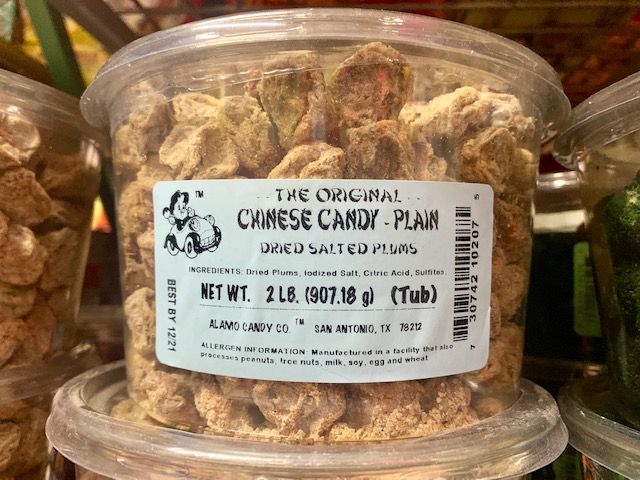 THE ORIGINAL
CHINESE CANDY - PLAIN
DRIED SALTED PLUMS
INGREDIENTS: Dried Plums, Iodized Salt, Citric Acid, Sulfites.
NET WT. 2 LB. (907.18 g) (Tub)
ALAMO CANDY CO.™ SAN ANTONIO, TX 78212
ALLERGEN INFORMATION: Manufactured in a facility that also
processes peanuts, tree nuts, milk, soy, egg and wheat
BEST BY 12/21
TM
7 30742 10207 5